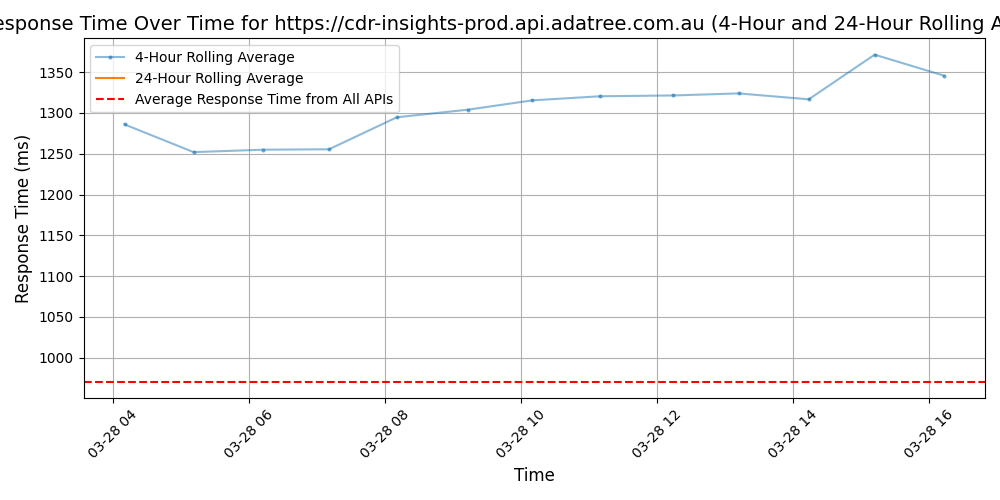 esponse Time Over Time for https://cdr-insights-prod.api.adatree.com.au (4-Hour and 24-Hour Rolling A
4-Hour Rolling Average
24-Hour Rolling Average
Average Response Time from All APIs
Response Time (ms)
1350
1300
1250
1200
1150
1100
1050
1000
03-28 04
03-28 06
03-28 08
03-28 10
03-28 12
03-28 14
03-28 16
Time